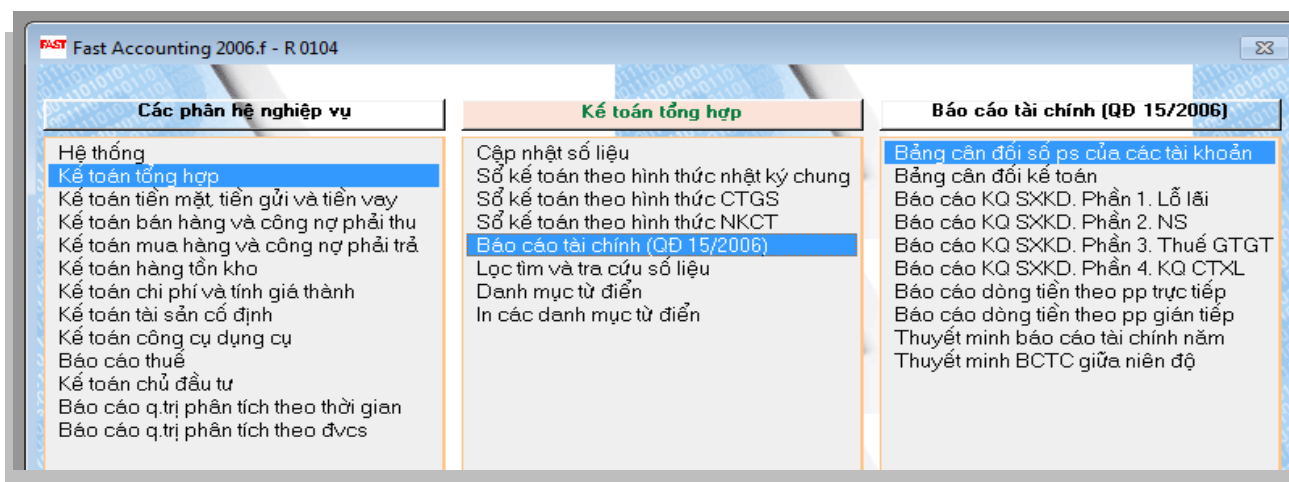 FAST Fast Accounting 2006.f - R 0104
Các phân hệ nghiệp vụ
Hệ thống
Kế toán tổng hợp
Kế toán tiền mặt, tiền gửi và tiền vay
Kế toán bán hàng và công nợ phải thu
Kế toán mua hàng và công nợ phải trả
Kế toán hàng tồn kho
Kế toán chi phí và tính giá thành
Kế toán tài sản cố định
Kế toán công cụ dụng cụ
Báo cáo thuế
Kế toán chủ đầu tư
Báo cáo q.trị phân tích theo thời gian
Báo cáo q.trị phân tích theo đvcs
Kế toán tổng hợp
Cập nhật số liệu
Sổ kế toán theo hình thức nhật ký chung
Sổ kế toán theo hình thức CTGS
Sổ kế toán theo hình thức NKCT
Báo cáo tài chính (QĐ 15/2006)
Lọc tìm và tra cứu số liệu
Danh mục từ điển
In các danh mục từ điển
Báo cáo tài chính (QĐ 15/2006)
Bảng cân đối số ps của các tài khoản
Bảng cân đối kế toán
Báo cáo KQ SXKD. Phần 1. Lỗ lãi
Báo cáo KQ SXKD. Phần 2. NS
Báo cáo KQ SXKD. Phần 3. Thuế GTGT
Báo cáo KQ SXKD. Phần 4. KQ CTXL
Báo cáo dòng tiền theo pp trực tiếp
Báo cáo dòng tiền theo pp gián tiếp
Thuyết minh báo cáo tài chính năm
Thuyết minh BCTC giữa niên độ